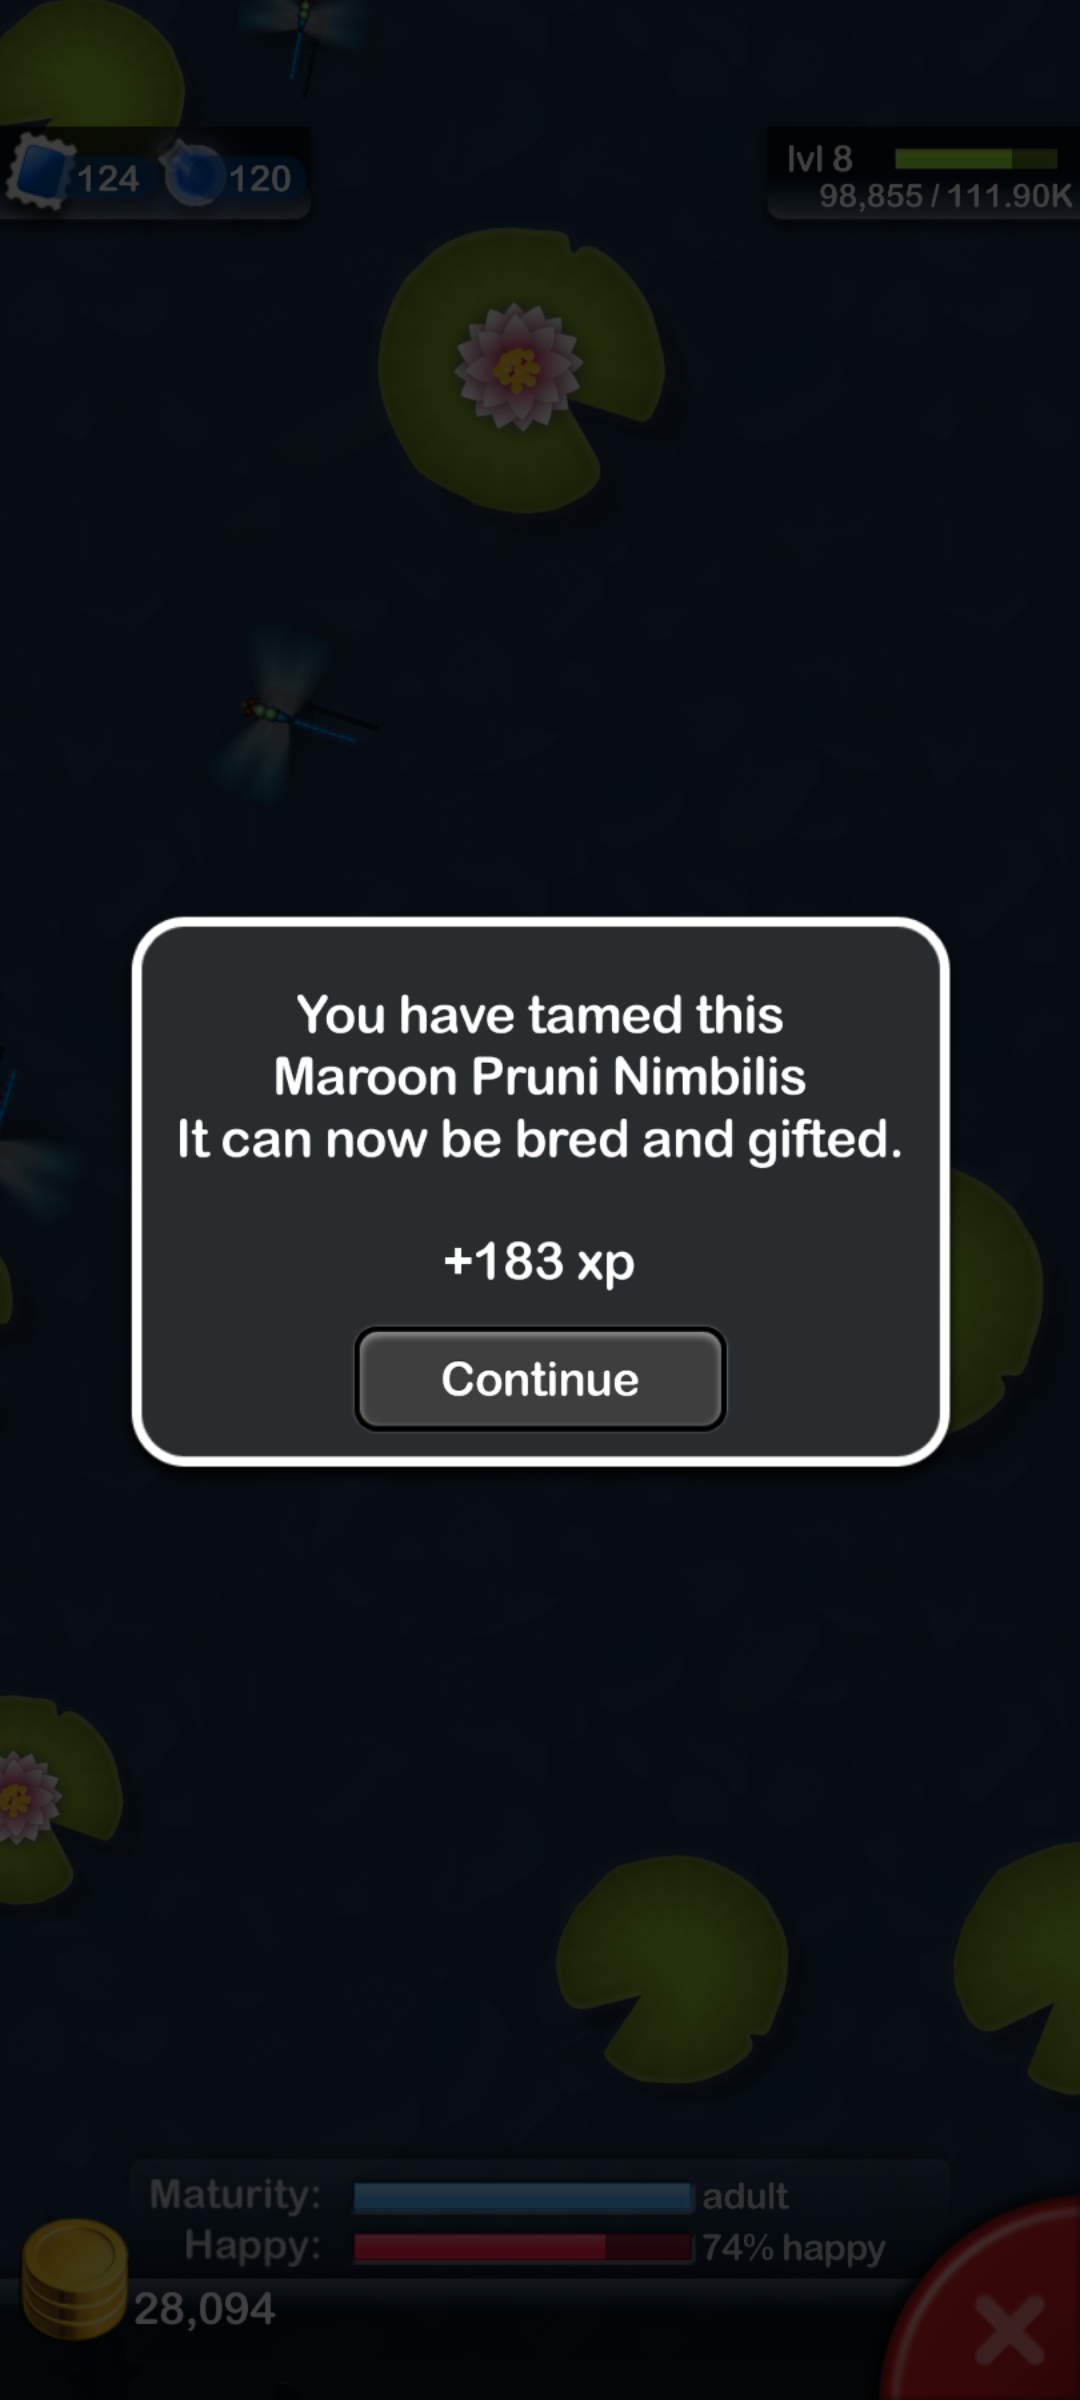 124
120
lvl 8
98,855 / 111.90K
You have tamed this
Maroon Pruni Nimbilis
It can now be bred and gifted.
+183 xp
Continue
Maturity: adult
Happy: 74% happy
28,094